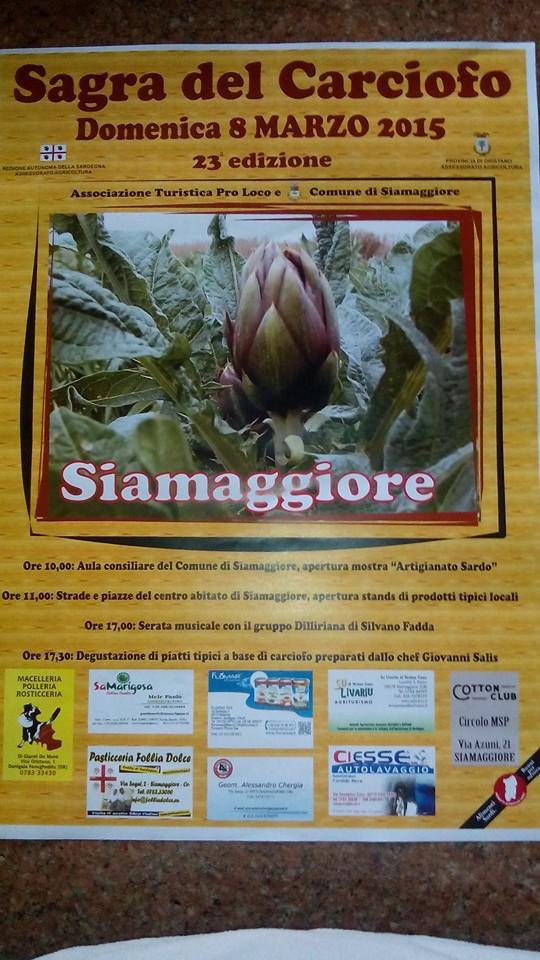 Sagra del Carciofo
Domenica 8 MARZO 2015
23ª edizione
REGIONE AUTONOMA DELLA SARDEGNA
ASSESSORATO AGRICOLTURA
PROVINCIA DI ORISTANO
ASSESSORATO AGRICOLTURA
Associazione Turistica Pro Loco e Comune di Siamaggiore
Siamaggiore
Ore 10,00: Aula consiliare del Comune di Siamaggiore, apertura mostra “Artigianato Sardo”
Ore 11,00: Strade e piazze del centro abitato di Siamaggiore, apertura stands di prodotti tipici locali
Ore 17,00: Serata musicale con il gruppo Dilliriana di Silvano Fadda
Ore 17,30: Degustazione di piatti tipici a base di carciofo preparati dallo chef Giovanni Salis
MACELLERIA
POLLERIA
ROSTICCERIA
0783 33430
SaMarigosa
Mele Paolo
LIVARIU
AGRITURISMO
COTTON
CLUB
Circolo MSP
Via Azuni, 21
SIAMAGGIORE
Pasticceria Follia Dolce
Tel. 0783.33000
Geom. Alessandro Chergia
CIESSE
AUTOLAVAGGIO